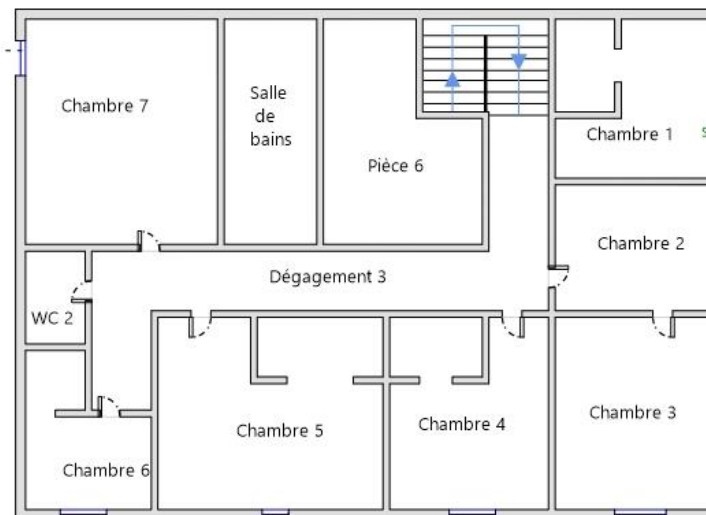 Chambre 7
Salle
de
bains
Pièce 6
Chambre 1
Chambre 2
Dégagement 3
WC 2
Chambre 6
Chambre 5
Chambre 4
Chambre 3